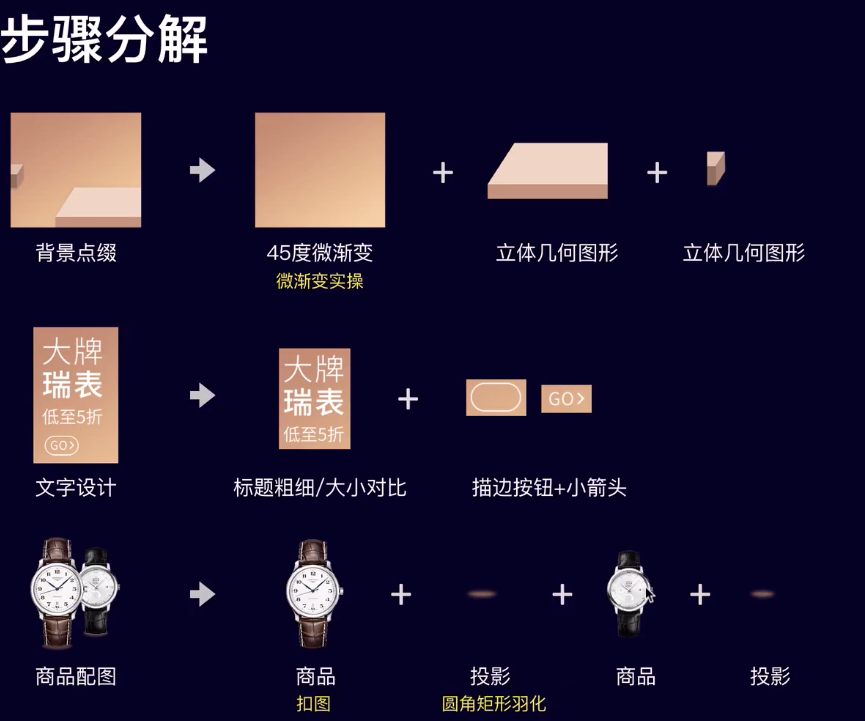 步骤分解
背景点缀
45度微渐变
立体几何图形
立体几何图形
微渐变实操
大牌
瑞表
低至5折
GO>
大牌
瑞表
低至5折
GO>
文字设计
标题粗细/大小对比
描边按钮+小箭头
商品配图
商品
投影
商品
投影
扣图
圆角矩形羽化